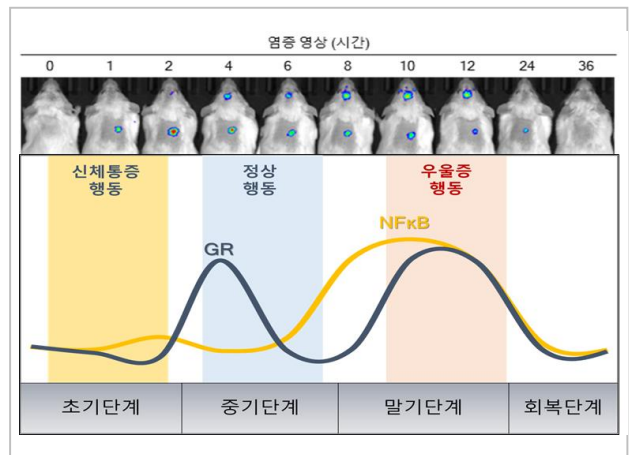 염증 영상 (시간)
0 1 2 4 6 8 10 12 24 36
신체통증 정상 우울증
행동 행동 행동
NFκB
GR
초기단계 중기단계 말기단계 회복단계